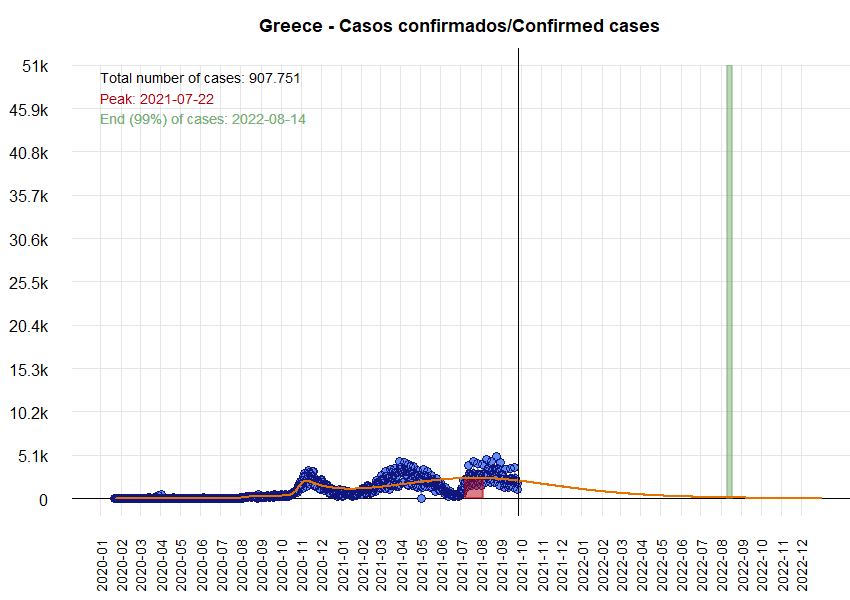 Greece - Casos confirmados/Confirmed cases
51k
45.9k
40.8k
35.7k
30.6k
25.5k
20.4k
15.3k
10.2k
5.1k
0
Total number of cases: 907.751
Peak: 2021-07-22
End (99%) of cases: 2022-08-14
2020-01
2020-02
2020-03
2020-04
2020-05
2020-06
2020-07
2020-08
2020-09
2020-10
2020-11
2020-12
2021-01
2021-02
2021-03
2021-04
2021-05
2021-06
2021-07
2021-08
2021-09
2021-10
2021-11
2021-12
2022-01
2022-02
2022-03
2022-04
2022-05
2022-06
2022-07
2022-08
2022-09
2022-10
2022-11
2022-12